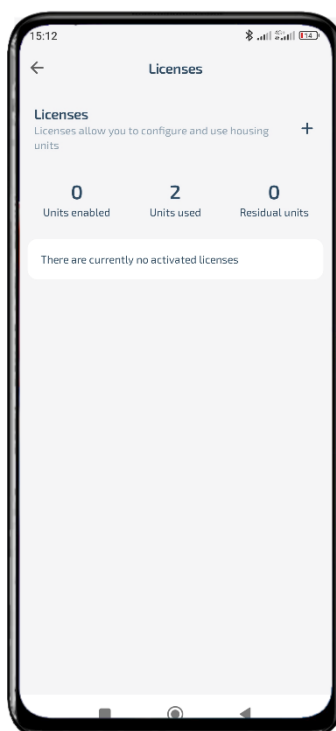 15:12
14
Licenses
Licenses
Licenses allow you to configure and use housing
units
+
0 2 0
Units enabled Units used Residual units
There are currently no activated licenses